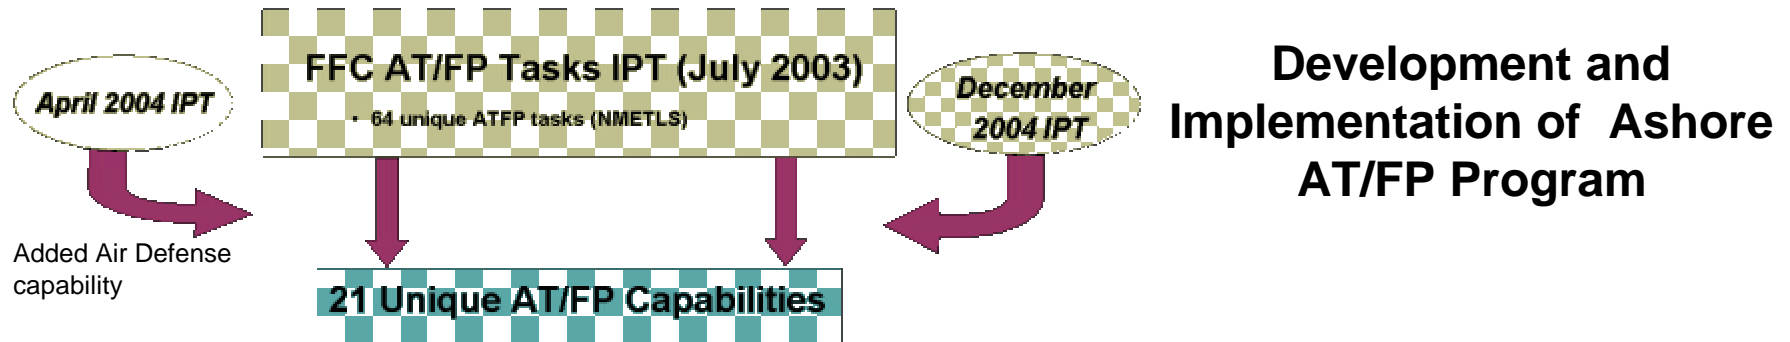 FFC AT/FP Tasks IPT (July 2003)
• 64 unique ATFP tasks (NMETLS)
April 2004 IPT
December
2004 IPT
Development and
Implementation of Ashore
AT/FP Program
Added Air Defense
capability
21 Unique AT/FP Capabilities